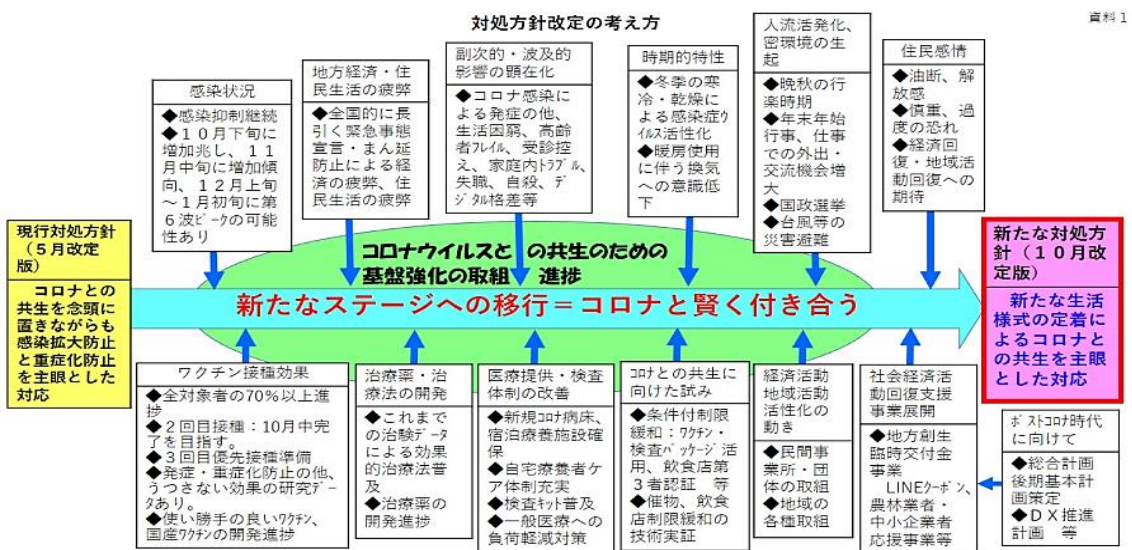 対処方針改定の考え方
資料１
感染状況
◆感染抑制継続
◆１０月下旬に
増加兆し、１１
月中旬に増加傾
向、１２月上旬
～１月初旬に第
６波ﾋﾟｰｸの可能
性あり
地方経済・住
民生活の疲弊
◆全国的に長
引く緊急事態
宣言・まん延
防止による経
済の疲弊、住
民生活の疲弊
副次的・波及的
影響の顕在化
◆コロナ感染によ
る発症の他、
生活困窮、高齢
者ﾌﾚｲﾙ、受診控
え、家庭内ﾄﾗﾌﾞﾙ、
失職、自殺、デ
ｼﾞﾀﾙ格差等
時期的特性
◆冬季の寒
冷・乾燥によ
る感染症ｳ
ｲﾙｽ活性化
◆暖房使用
に伴う換気
への意識低
下
人流活発化、
密環境の生
起
◆晩秋の行
楽時期
◆年末年始
行事、仕事
での外出・
交流機会増
大
◆国政選挙
◆台風等の
災害避難
住民感情
◆油断、解
放感
◆慎重、過
度の恐れ
◆経済回
復・地域活
動回復への
期待
現行対処方針
（５月改定
版）
コロナとの
共生を念頭に
置きながらも
感染拡大防止
と重症化防止
を主眼とした
対応
コロナウイルスとの共生のための
基盤強化の取組　進捗
新たなステージへの移行＝コロナと賢く付き合う
新たな対処方
針（１０月改定
版）
新たな生活
様式の定着に
よるコロナと
の共生を主眼
とした対応
ワクチン接種効果
◆全対象者の70％以上進
捗
◆２回目接種：10月中完
了を目指す。
◆３回目優先接種準備
◆発症・重症化防止の他、
うつさない効果の研究ﾃﾞｰ
ﾀあり。
◆使い勝手の良いﾜｸﾁﾝ、
国産ﾜｸﾁﾝの開発進捗
治療薬・治
療法の開発
◆これまで
の治験ﾃﾞｰﾀ
による効果
的治療法普
及
◆治療薬の
開発進捗
医療提供・検査
体制の改善
◆新規ｺﾛﾅ病床、
宿泊療養施設確
保
◆自宅療養者ケ
ア体制充実
◆検査ｷｯﾄ普及
◆一般医療への
負荷軽減対策
ｺﾛﾅとの共生に
向けた試み
◆条件付制限
緩和：ﾜｸﾁﾝ・
検査ﾊﾟｯｹｰｼﾞ活
用、飲食店第
３者認証　等
◆催物、飲食
店制限緩和の
技術実証
経済活動
地域活動
活性化の
動き
◆民間事
業所・団
体の取組
◆地域の
各種取組
社会経済活
動回復支援
事業展開
◆地方創生
臨時交付金
事業
LINEｸｰﾎﾟﾝ、
農林業者・
中小企業者
応援事業等
ﾎﾟｽﾄｺﾛﾅ時代
に向けて
◆総合計画
後期基本計
画策定
◆ＤＸ推進
計画　等